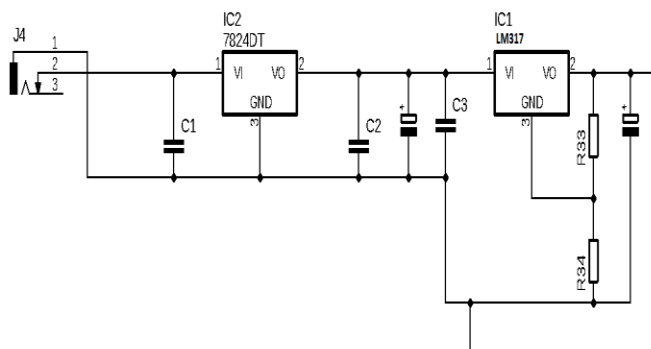 J4
1
2
3
IC2
7824DT
1
VI
VO
2
GND
3
C1
C2
+
C3
IC1
LM317
1
VI
VO
2
GND
3
R33
+
R34